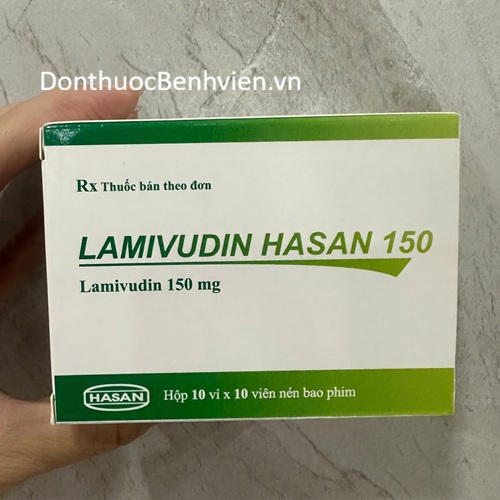 DonthuocBenhvien.vn
Rx Thuốc bán theo đơn
LAMIVUDIN HASAN 150
Lamivudin 150 mg
HASAN
Hộp 10 vỉ x 10 viên nén bao phim